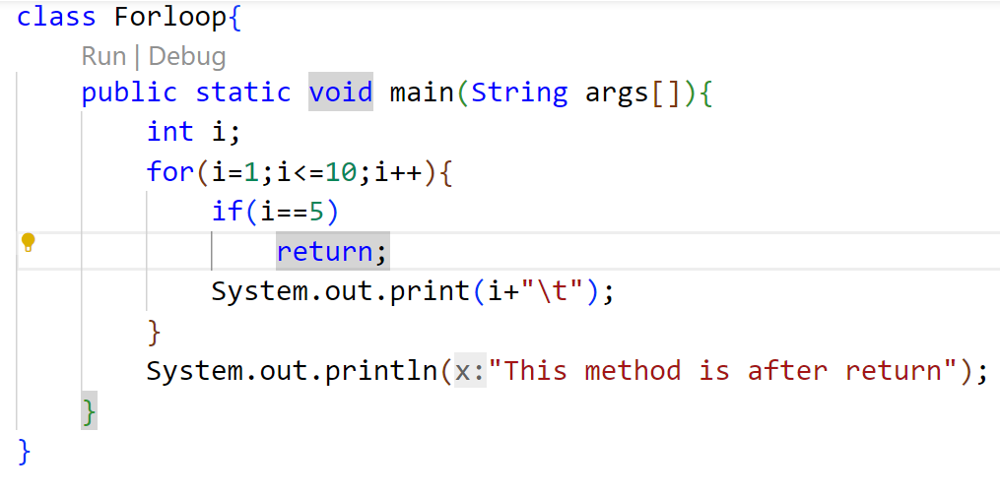 class Forloop{
Run | Debug
public static void main(String args[]){
int i;
for(i=1;i<=10;i++){
if(i==5)
return;
System.out.print(i+"\t");
}
System.out.println(x:"This method is after return");
}
}